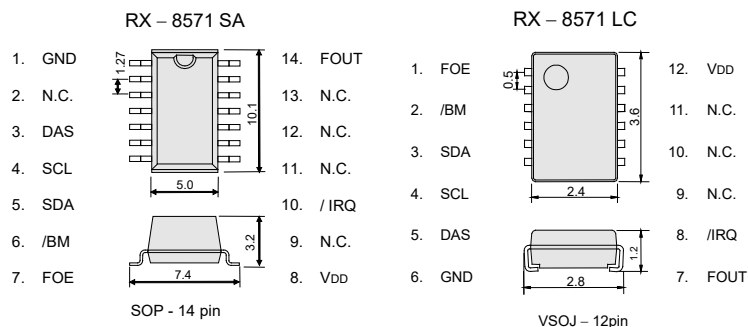 RX – 8571 SA
1. GND
2. N.C.
3. DAS
4. SCL
5. SDA
6. /BM
7. FOE
1.27
10.1
5.0
3.2
7.4
14. FOUT
13. N.C.
12. N.C.
11. N.C.
10. / IRQ
9. N.C.
8. VDD
SOP - 14 pin
RX – 8571 LC
1. FOE
2. /BM
3. SDA
4. SCL
5. DAS
6. GND
0.5
3.6
2.4
1.2
2.8
12. VDD
11. N.C.
10. N.C.
9. N.C.
8. /IRQ
7. FOUT
VSOJ – 12pin